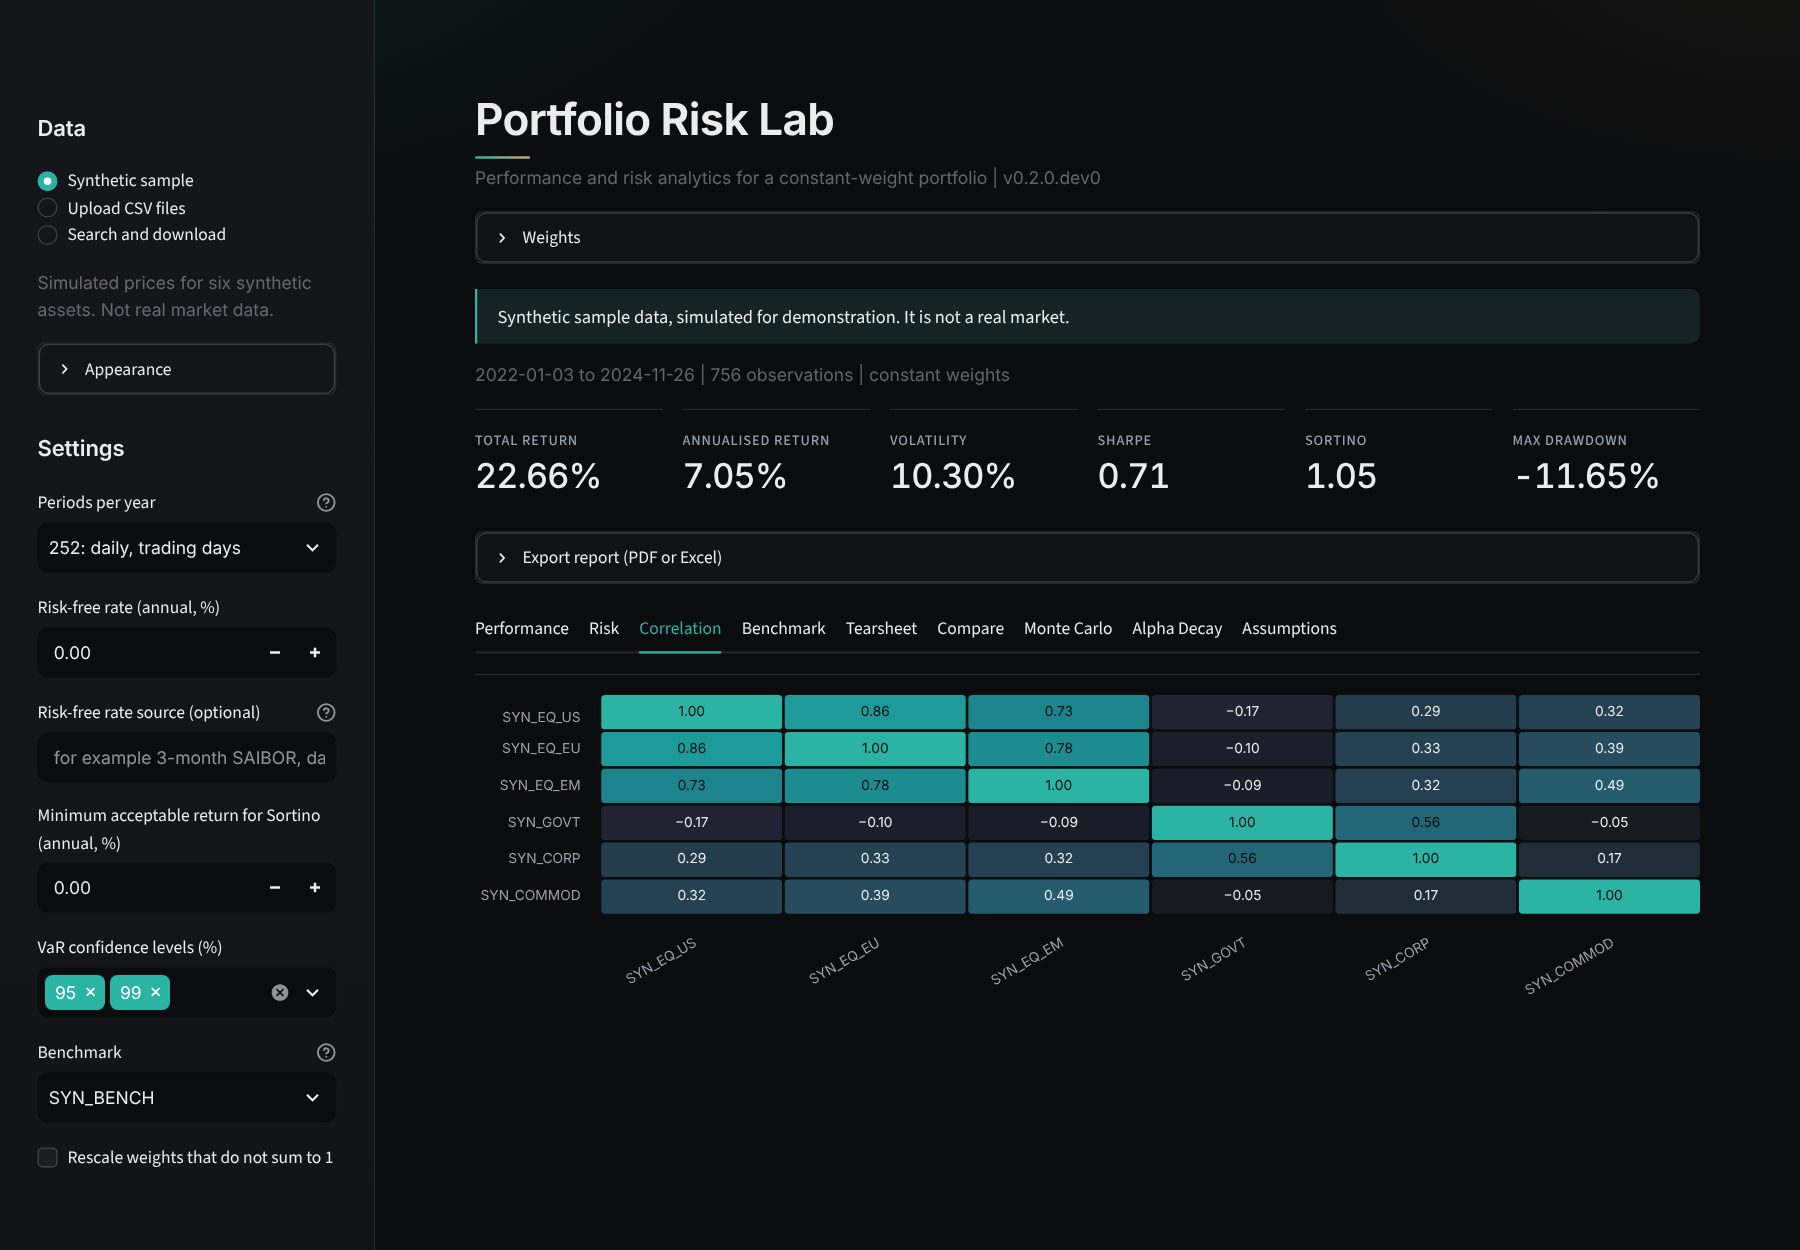 Data
Synthetic sample
Upload CSV files
Search and download
Simulated prices for six synthetic
assets. Not real market data.
Appearance
Settings
Periods per year
252: daily, trading days
Risk-free rate (annual, %)
0.00
Risk-free rate source (optional)
for example 3-month SAIBOR, da
Minimum acceptable return for Sortino
(annual, %)
0.00
VaR confidence levels (%)
95 99
Benchmark
SYN_BENCH
Rescale weights that do not sum to 1
Portfolio Risk Lab
Performance and risk analytics for a constant-weight portfolio | v0.2.0.dev0
Weights
Synthetic sample data, simulated for demonstration. It is not a real market.
2022-01-03 to 2024-11-26 | 756 observations | constant weights
TOTAL RETURN ANNUALISED RETURN VOLATILITY SHARPE SORTINO MAX DRAWDOWN
22.66% 7.05% 10.30% 0.71 1.05 -11.65%
Export report (PDF or Excel)
Performance Risk Correlation Benchmark Tearsheet Compare Monte Carlo Alpha Decay Assumptions
SYN_EQ_US 1.00 0.86 0.73 −0.17 0.29 0.32
SYN_EQ_EU 0.86 1.00 0.78 −0.10 0.33 0.39
SYN_EQ_EM 0.73 0.78 1.00 −0.09 0.32 0.49
SYN_GOVT −0.17 −0.10 −0.09 1.00 0.56 −0.05
SYN_CORP 0.29 0.33 0.32 0.56 1.00 0.17
SYN_COMMOD 0.32 0.39 0.49 −0.05 0.17 1.00
SYN_EQ_US SYN_EQ_EU SYN_EQ_EM SYN_GOVT SYN_CORP SYN_COMMOD